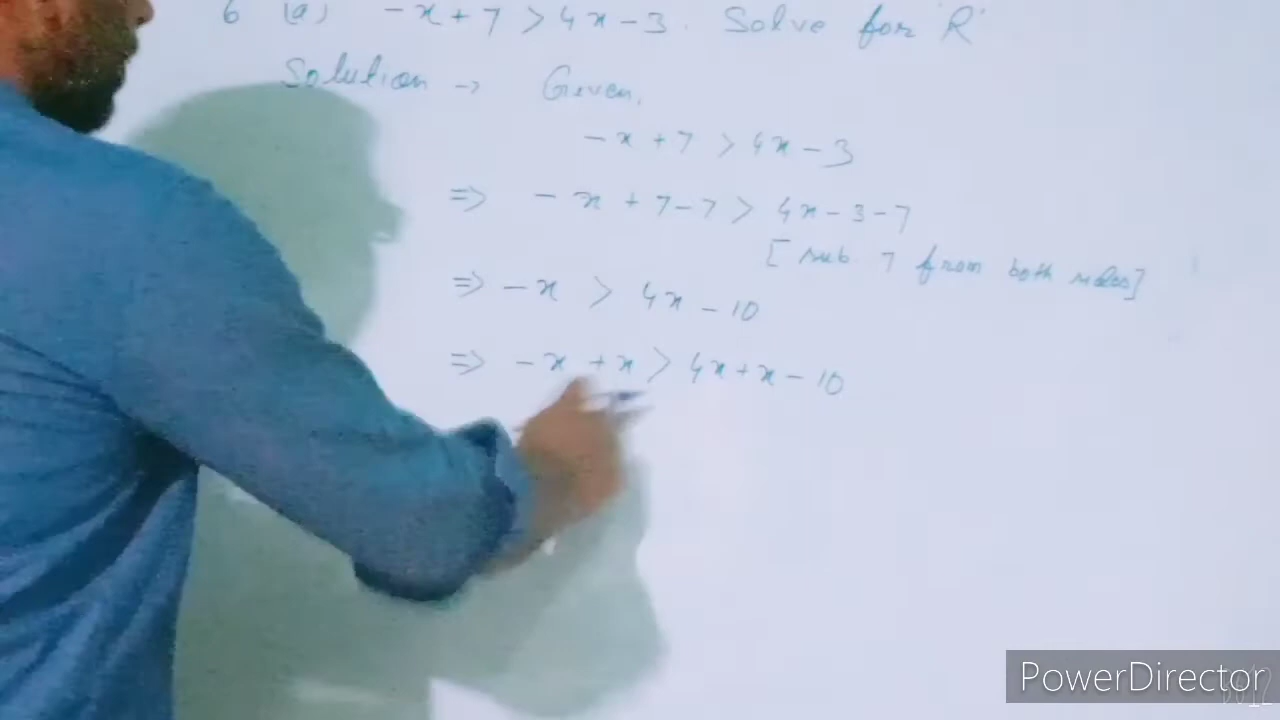 6 (a) -x + 7 > 4x - 3. Solve for 'R'
Solution → Given,
-x + 7 > 4x - 3
⇒ -x + 7 - 7 > 4x - 3 - 7
[sub. 7 from both sides]
⇒ -x > 4x - 10
⇒ -x + x > 4x + x - 10
PowerDirector